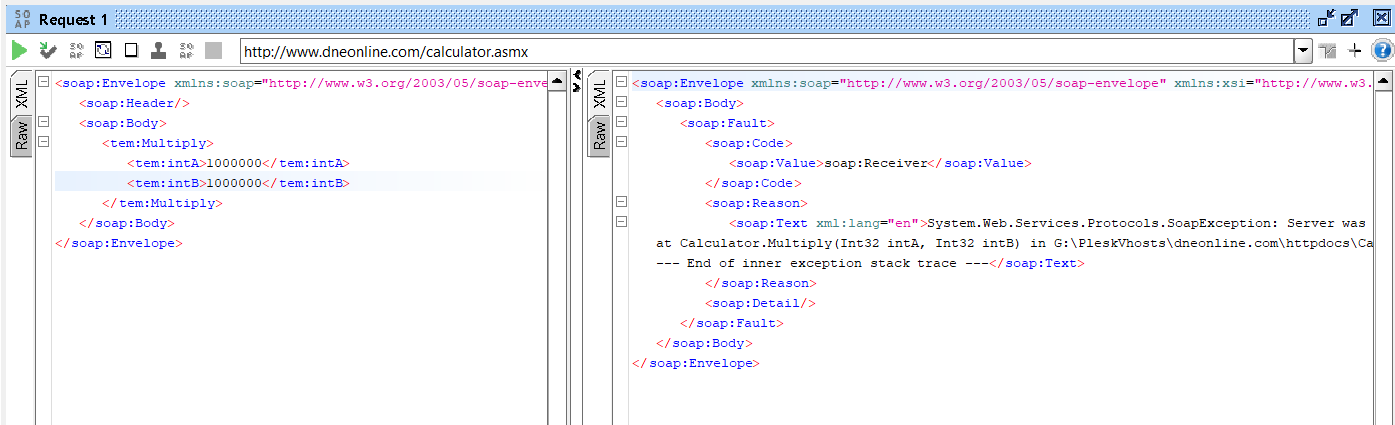 SO AP Request 1
http://www.dneonline.com/calculator.asmx
XML
Raw
<soap:Envelope xmlns:soap="http://www.w3.org/2003/05/soap-enve
<soap:Header/>
<soap:Body>
<tem:Multiply>
<tem:intA>1000000</tem:intA>
<tem:intB>1000000</tem:intB>
</tem:Multiply>
</soap:Body>
</soap:Envelope>
XML
Raw
<soap:Envelope xmlns:soap="http://www.w3.org/2003/05/soap-envelope" xmlns:xsi="http://www.w3.
<soap:Body>
<soap:Fault>
<soap:Code>
<soap:Value>soap:Receiver</soap:Value>
</soap:Code>
<soap:Reason>
<soap:Text xml:lang="en">System.Web.Services.Protocols.SoapException: Server was
at Calculator.Multiply(Int32 intA, Int32 intB) in G:\PleskVhosts\dneonline.com\httpdocs\Ca
--- End of inner exception stack trace ---</soap:Text>
</soap:Reason>
<soap:Detail/>
</soap:Fault>
</soap:Body>
</soap:Envelope>